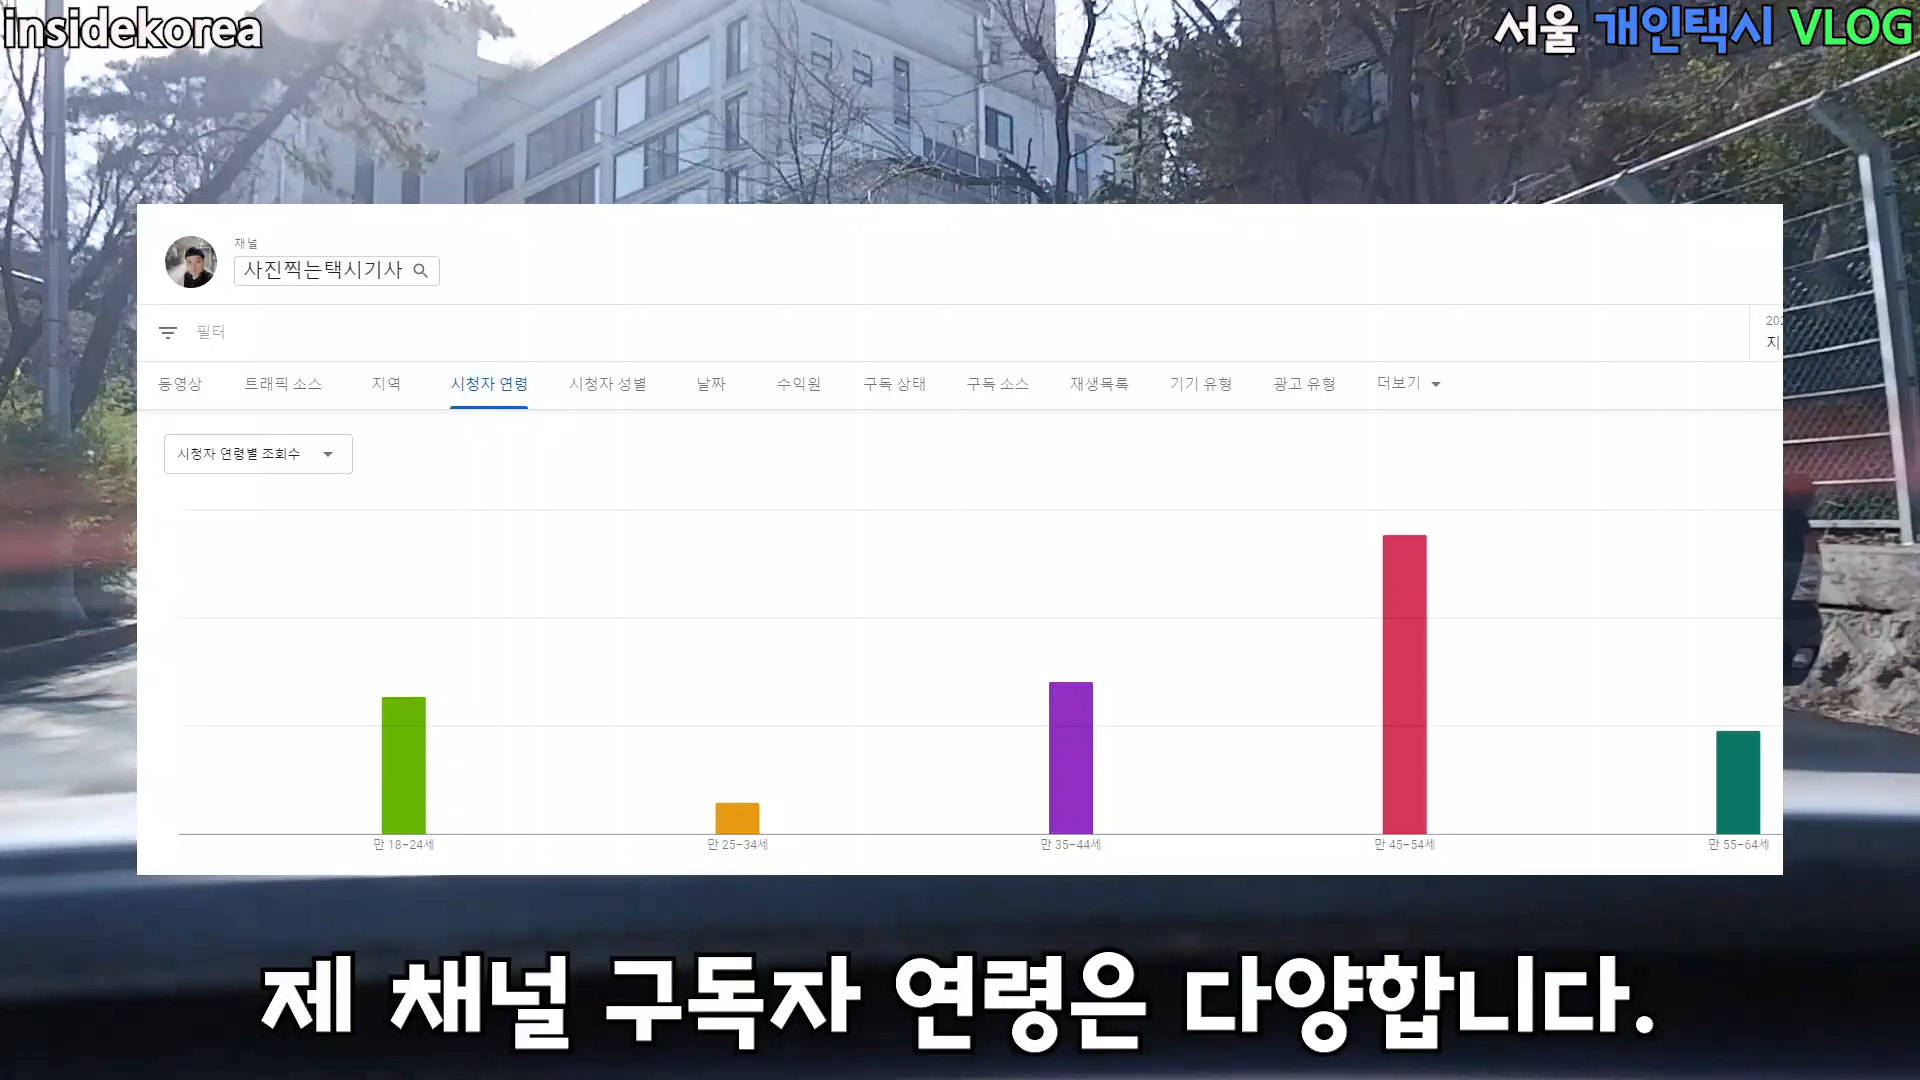 insidekorea
서울 개인택시 VLOG
채널
사진찍는택시기사
필터
202
지
동영상 트래픽 소스 지역 시청자 연령 시청자 성별 날짜 수익원 구독 상태 구독 소스 재생목록 기기 유형 광고 유형 더보기
시청자 연령별 조회수
만 18-24세 만 25-34세 만 35-44세 만 45-54세 만 55-64세
제 채널 구독자 연령은 다양합니다.